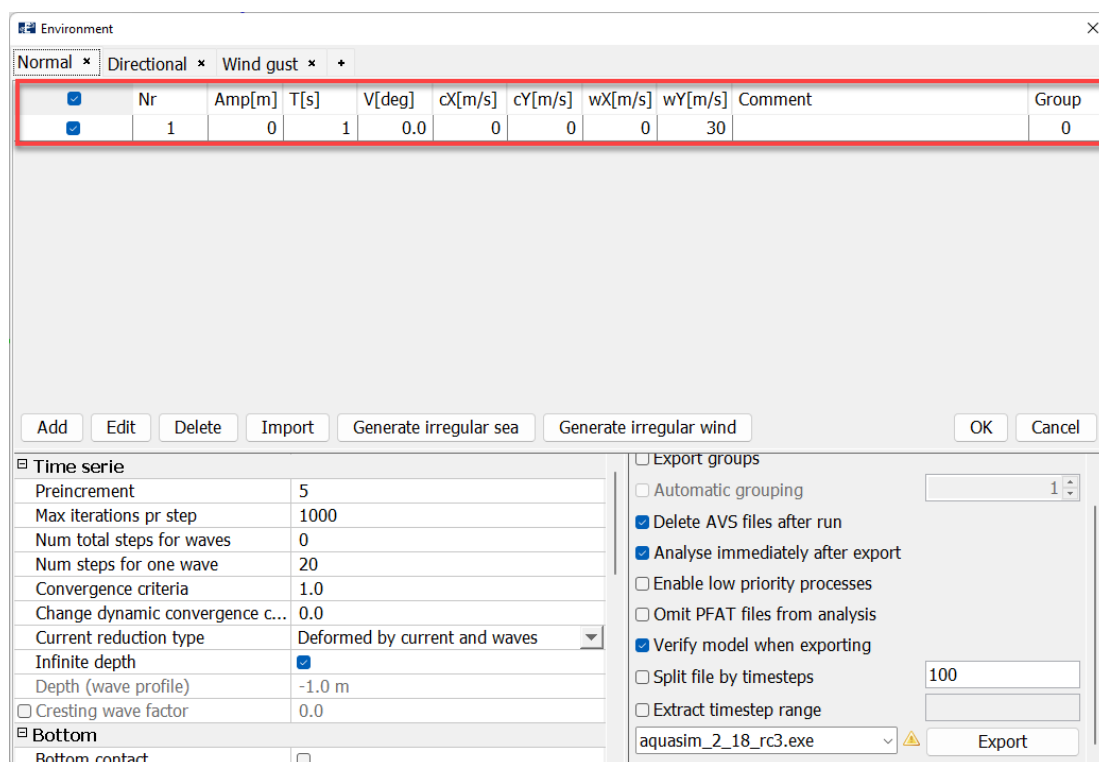 Environment
Normal × Directional × Wind gust × +
Nr Amp[m] T[s] V[deg] cX[m/s] cY[m/s] wX[m/s] wY[m/s] Comment Group
1 0 1 0.0 0 0 0 30 0
Add Edit Delete Import Generate irregular sea Generate irregular wind OK Cancel
Time serie
Preincrement 5
Max iterations pr step 1000
Num total steps for waves 0
Num steps for one wave 20
Convergence criteria 1.0
Change dynamic convergence c... 0.0
Current reduction type Deformed by current and waves
Infinite depth
Depth (wave profile) -1.0 m
Cresting wave factor 0.0
Bottom
Bottom contact
Export groups
Automatic grouping 1
Delete AVS files after run
Analyse immediately after export
Enable low priority processes
Omit PFAT files from analysis
Verify model when exporting
Split file by timesteps 100
Extract timestep range
aquasim_2_18_rc3.exe Export